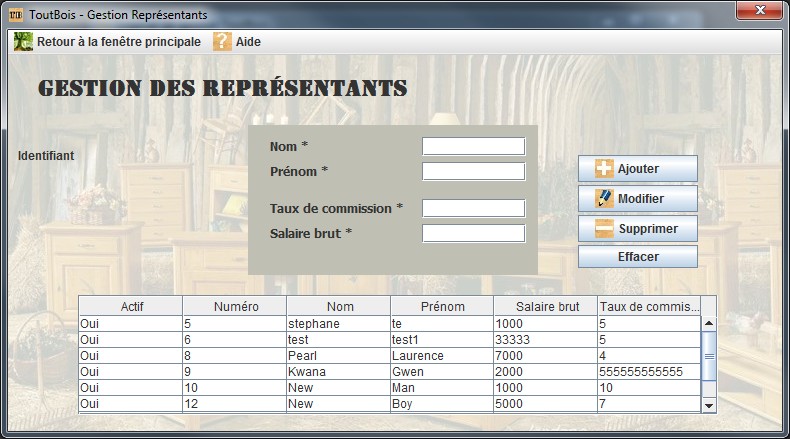 ToutBois - Gestion Représentants
Retour à la fenêtre principale Aide
GESTION DES REPRÉSENTANTS
Identifiant
Nom *
Prénom *
Taux de commission *
Salaire brut *
Ajouter
Modifier
Supprimer
Effacer
Actif Numéro Nom Prénom Salaire brut Taux de commis...
Oui 5 stephane te 1000 5
Oui 6 test test1 33333 5
Oui 8 Pearl Laurence 7000 4
Oui 9 Kwana Gwen 2000 555555555555
Oui 10 New Man 1000 10
Oui 12 New Boy 5000 7